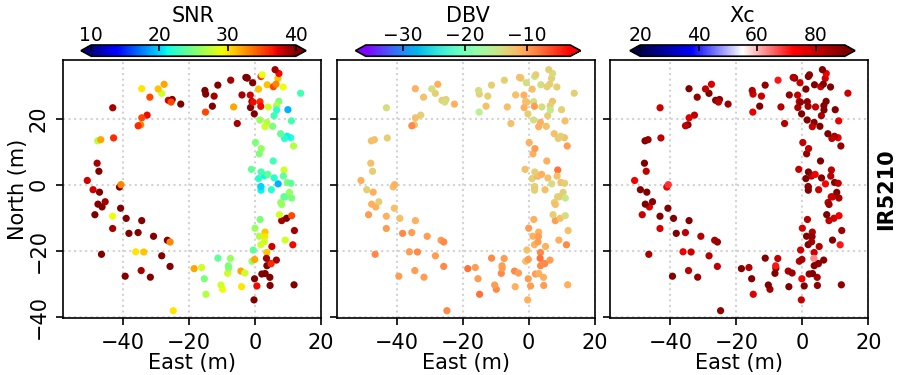 SNR DBV Xc
10 20 30 40 −30 −20 −10 20 40 60 80
North (m)
20
0
−20
−40
IR5210
−40 −20 0 20 −40 −20 0 20 −40 −20 0 20
East (m) East (m) East (m)